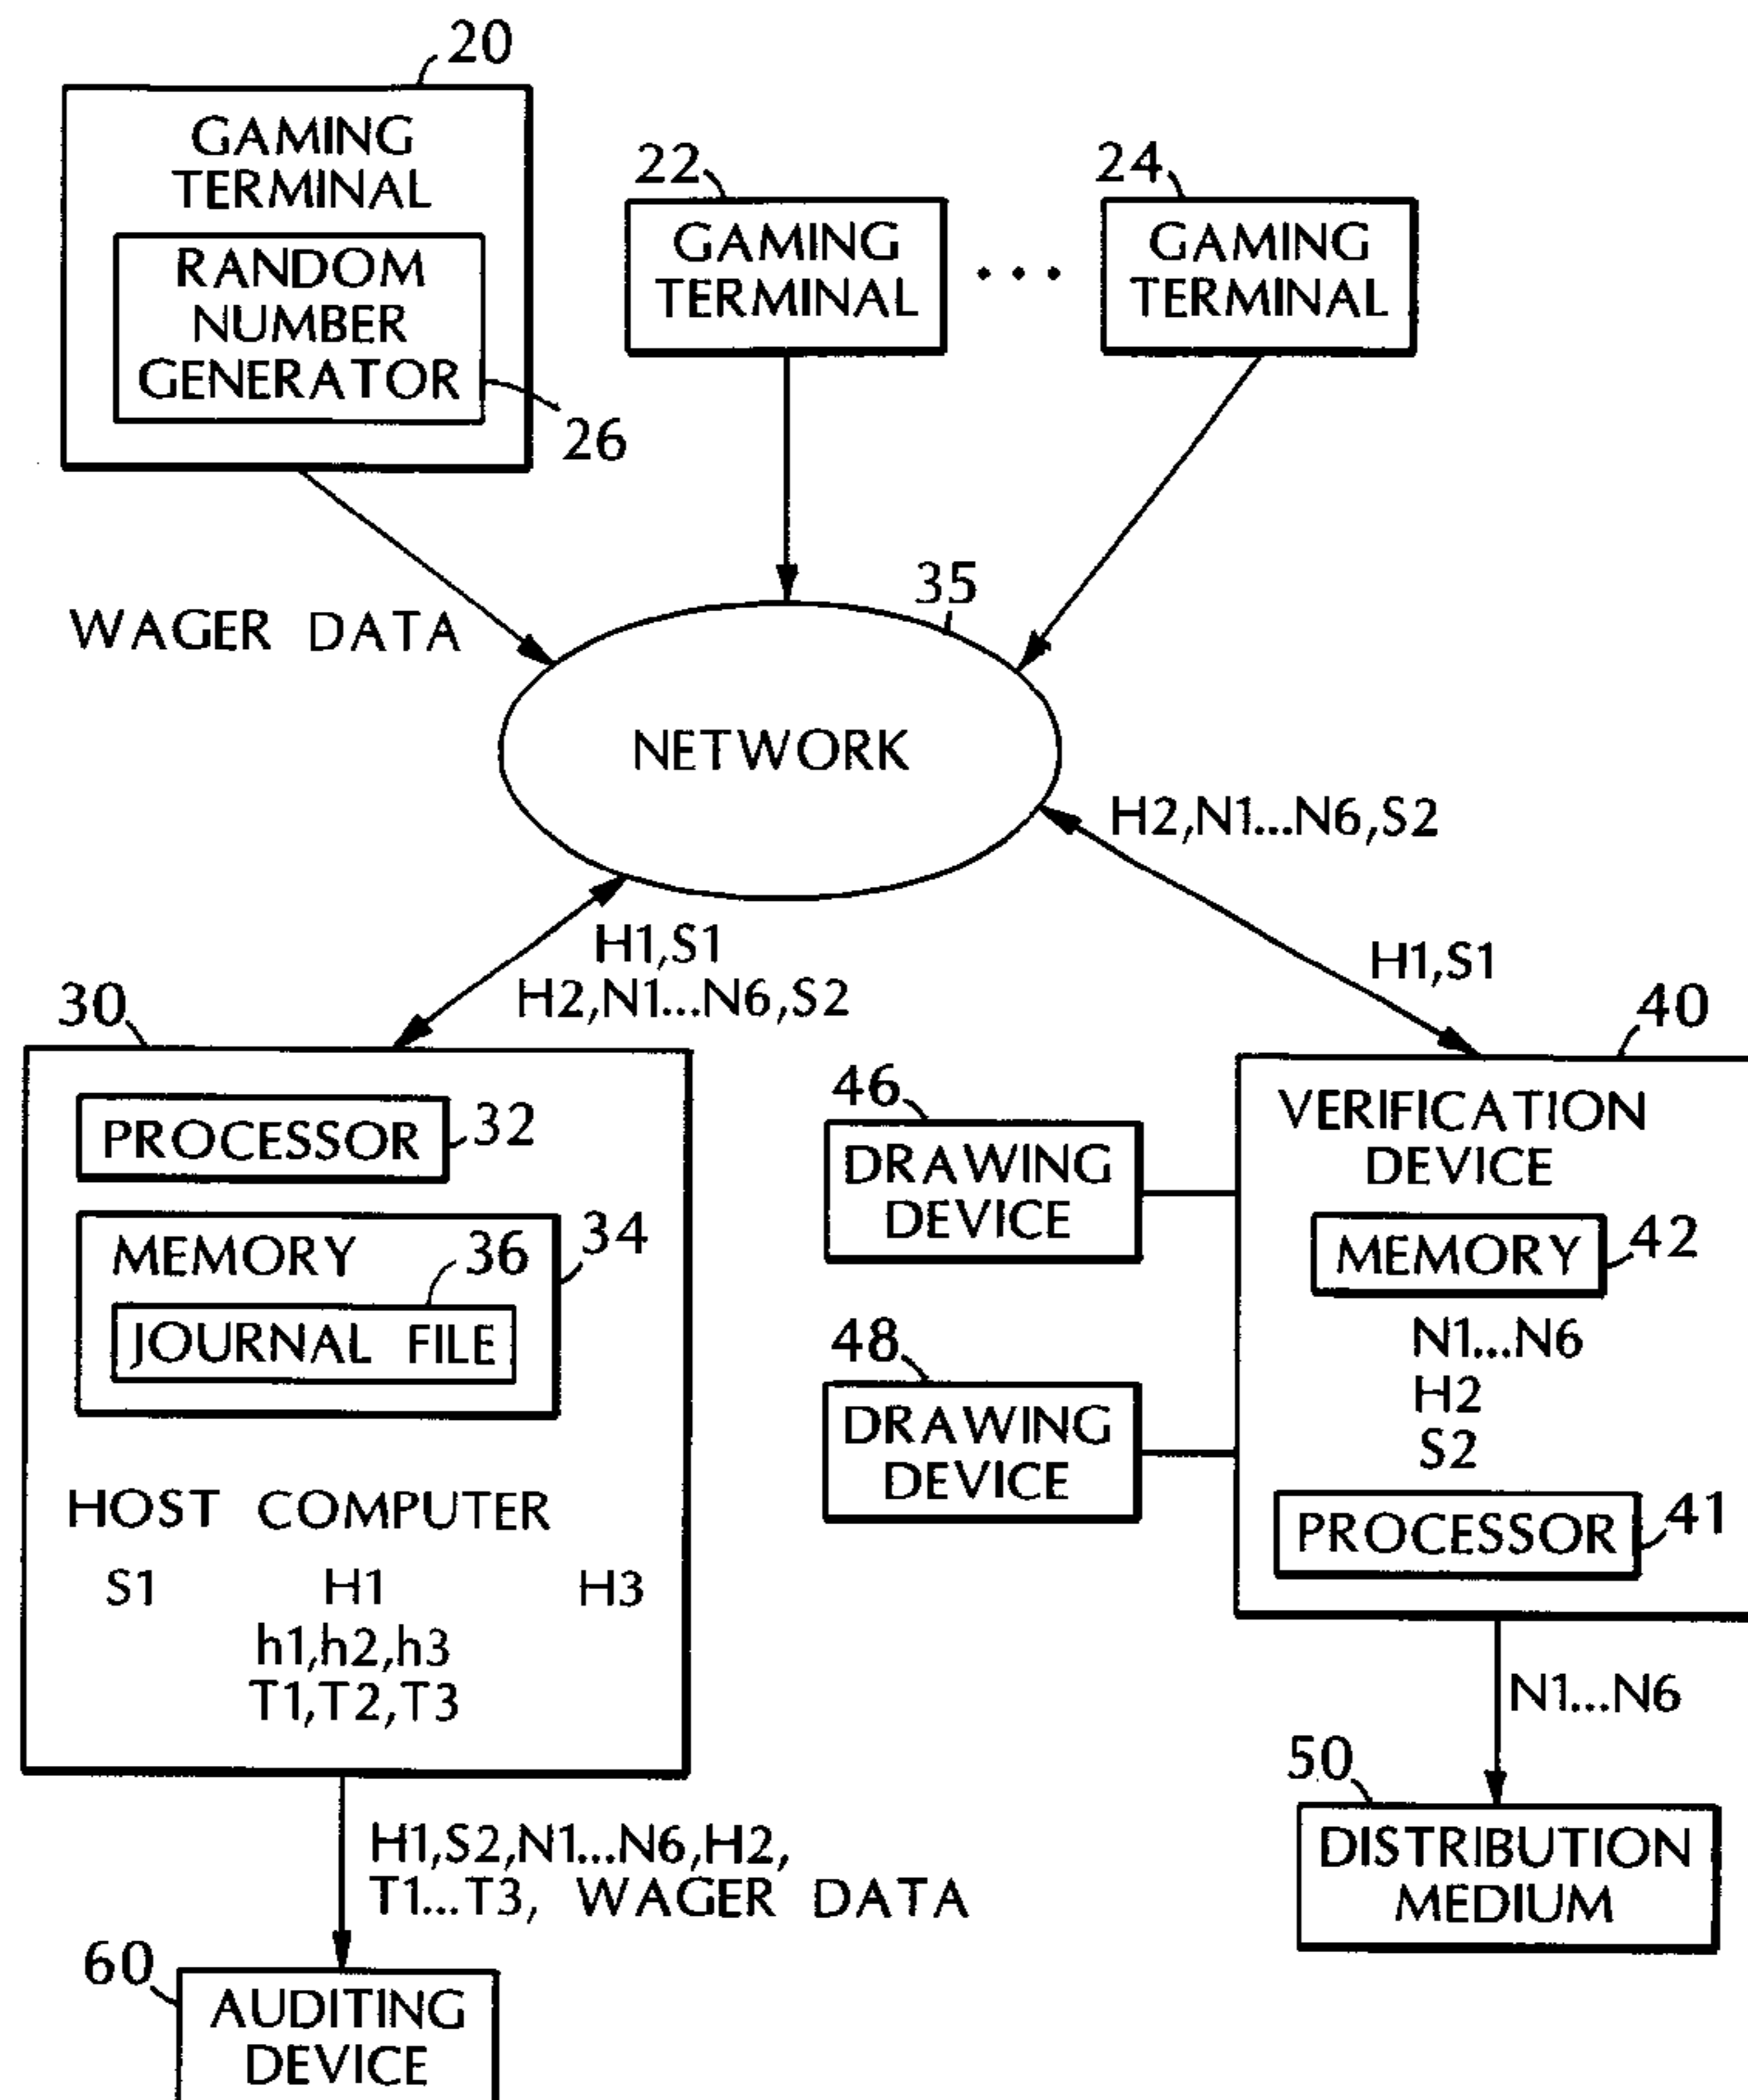 20
GAMING
TERMINAL
RANDOM
NUMBER
GENERATOR
26
22
GAMING
TERMINAL
...
24
GAMING
TERMINAL
WAGER DATA
35
NETWORK
H2,N1...N6,S2
H1,S1
H1,S1
H2,N1...N6,S2
30
PROCESSOR
32
MEMORY
36
34
JOURNAL FILE
HOST COMPUTER
S1 H1 H3
h1,h2,h3
T1,T2,T3
46
DRAWING
DEVICE
48
DRAWING
DEVICE
40
VERIFICATION
DEVICE
MEMORY
42
N1...N6
H2
S2
PROCESSOR
41
N1...N6
50
DISTRIBUTION
MEDIUM
H1,S2,N1...N6,H2,
T1...T3, WAGER DATA
60
AUDITING
DEVICE